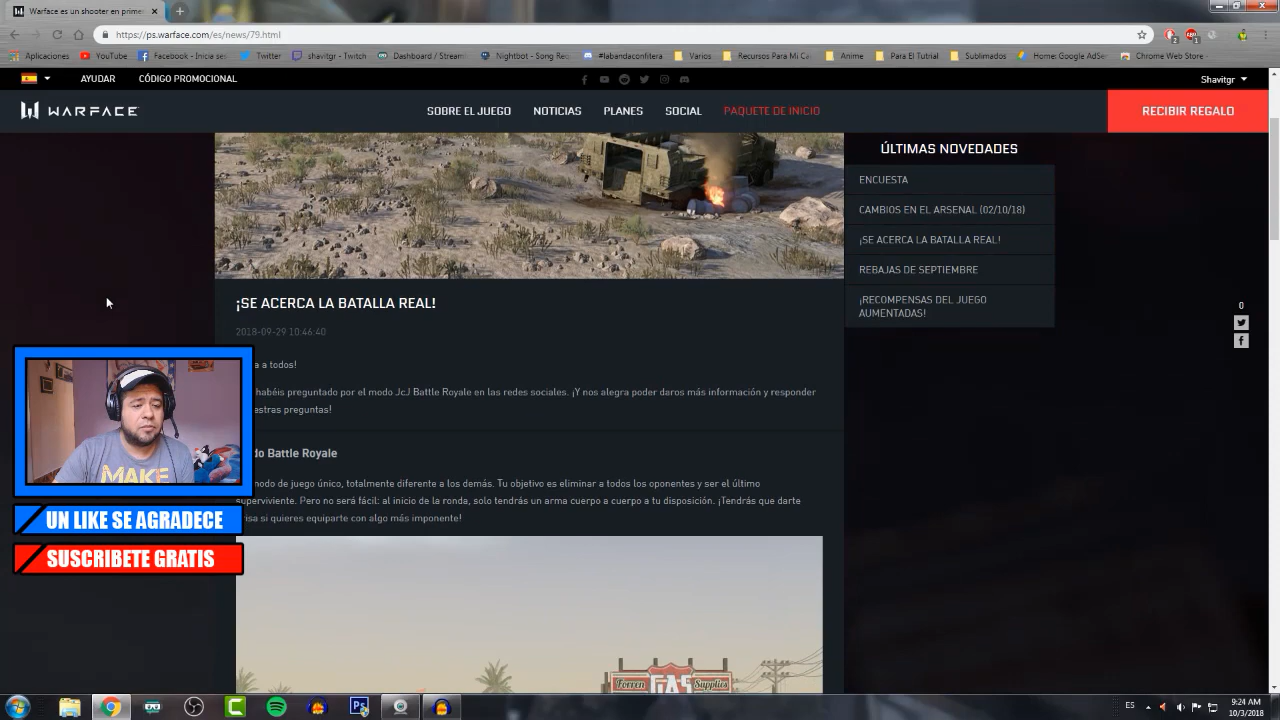 Warface es un shooter en primer
https://ps.warface.com/es/news/79.html
Aplicaciones
YouTube
Facebook - Inicia ses
Twitter
shavitgr - Twitch
Dashboard / Stream
Nightbot - Song Req
#labandaconfitera
Varios
Recursos Para Mi Ca
Anime
Para El Tutrial
Sublimados
Home: Google AdSe
Chrome Web Store -
AYUDAR
CÓDIGO PROMOCIONAL
Shavitgr
WARFACE
SOBRE EL JUEGO
NOTICIAS
PLANES
SOCIAL
PAQUETE DE INICIO
RECIBIR REGALO
¡SE ACERCA LA BATALLA REAL!
2018-09-29 10:46:40
a a todos!
habéis preguntado por el modo JcJ Battle Royale en las redes sociales. ¡Y nos alegra poder daros más información y responder
estras preguntas!
do Battle Royale
nodo de juego único, totalmente diferente a los demás. Tu objetivo es eliminar a todos los oponentes y ser el último
superviviente. Pero no será fácil: al inicio de la ronda, solo tendrás un arma cuerpo a cuerpo a tu disposición. ¡Tendrás que darte
isa si quieres equiparte con algo más imponente!
Forren GAS Supplies
ÚLTIMAS NOVEDADES
ENCUESTA
CAMBIOS EN EL ARSENAL (02/10/18)
¡SE ACERCA LA BATALLA REAL!
REBAJAS DE SEPTIEMBRE
¡RECOMPENSAS DEL JUEGO
AUMENTADAS!
0
MAKE
UN LIKE SE AGRADECE
SUSCRIBETE GRATIS
ES
9:24 AM
10/3/2018